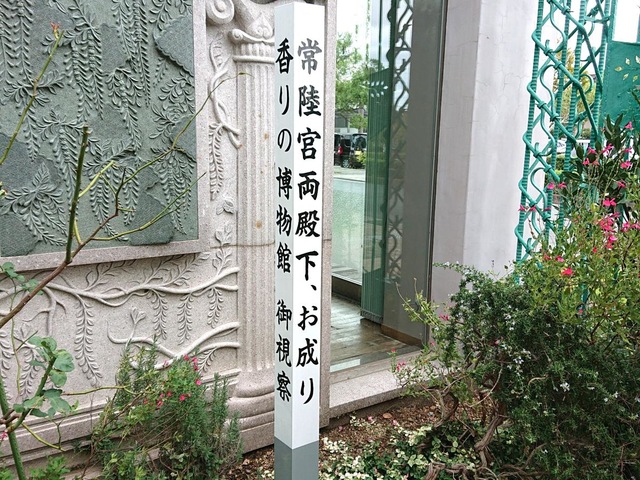 常陸宮両殿下、お成り
香りの博物館 御視察